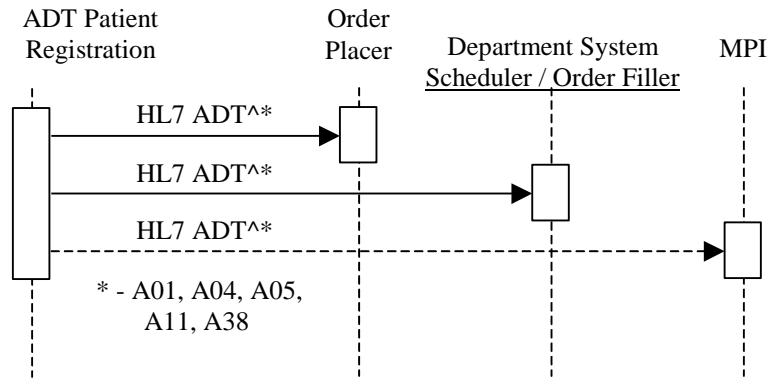 ADT Patient
Registration
Order
Placer
Department System
Scheduler / Order Filler
MPI
HL7 ADT^*
HL7 ADT^*
HL7 ADT^*
* - A01, A04, A05,
A11, A38